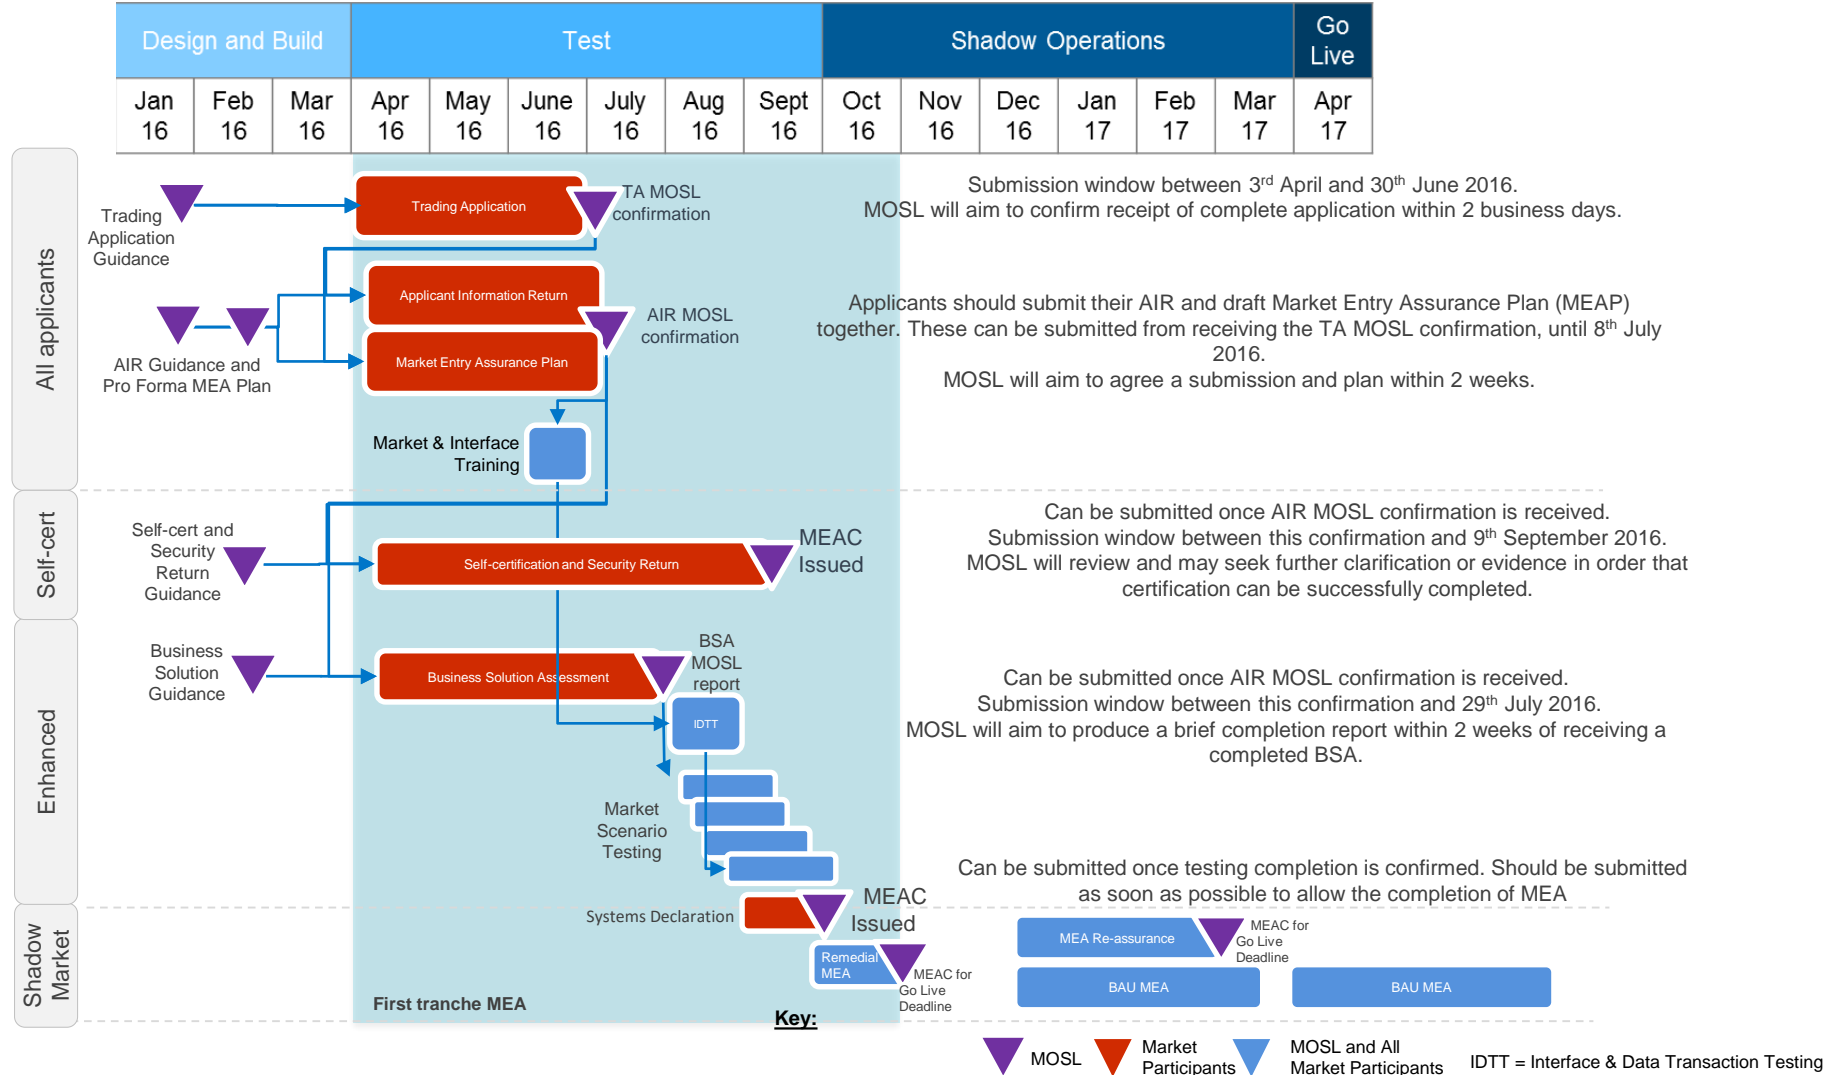 Design and Build
Test
Shadow Operations
Go
Live
Jan
16
Feb
16
Mar
16
Apr
16
May
16
June
16
July
16
Aug
16
Sept
16
Oct
16
Nov
16
Dec
16
Jan
17
Feb
17
Mar
17
Apr
17
All applicants
Trading
Application
Guidance
Trading Application
TA MOSL
confirmation
Submission window between 3rd April and 30th June 2016.
MOSL will aim to confirm receipt of complete application within 2 business days.
AIR Guidance and
Pro Forma MEA Plan
Applicant Information Return
Market Entry Assurance Plan
AIR MOSL
confirmation
Applicants should submit their AIR and draft Market Entry Assurance Plan (MEAP)
together. These can be submitted from receiving the TA MOSL confirmation, until 8th July
2016.
MOSL will aim to agree a submission and plan within 2 weeks.
Market & Interface
Training
Self-cert
Self-cert and
Security
Return
Guidance
Self-certification and Security Return
MEAC
Issued
Can be submitted once AIR MOSL confirmation is received.
Submission window between this confirmation and 9th September 2016.
MOSL will review and may seek further clarification or evidence in order that
certification can be successfully completed.
Enhanced
Business
Solution
Guidance
Business Solution Assessment
BSA
MOSL
report
IDTT
Can be submitted once AIR MOSL confirmation is received.
Submission window between this confirmation and 29th July 2016.
MOSL will aim to produce a brief completion report within 2 weeks of receiving a
completed BSA.
Market
Scenario
Testing
Can be submitted once testing completion is confirmed. Should be submitted
as soon as possible to allow the completion of MEA
Systems Declaration
MEAC
Issued
Shadow
Market
Remedial
MEA
MEAC for
Go Live
Deadline
MEA Re-assurance
MEAC for
Go Live
Deadline
BAU MEA
BAU MEA
First tranche MEA
Key:
MOSL
Market
Participants
MOSL and All
Market Participants
IDTT = Interface & Data Transaction Testing